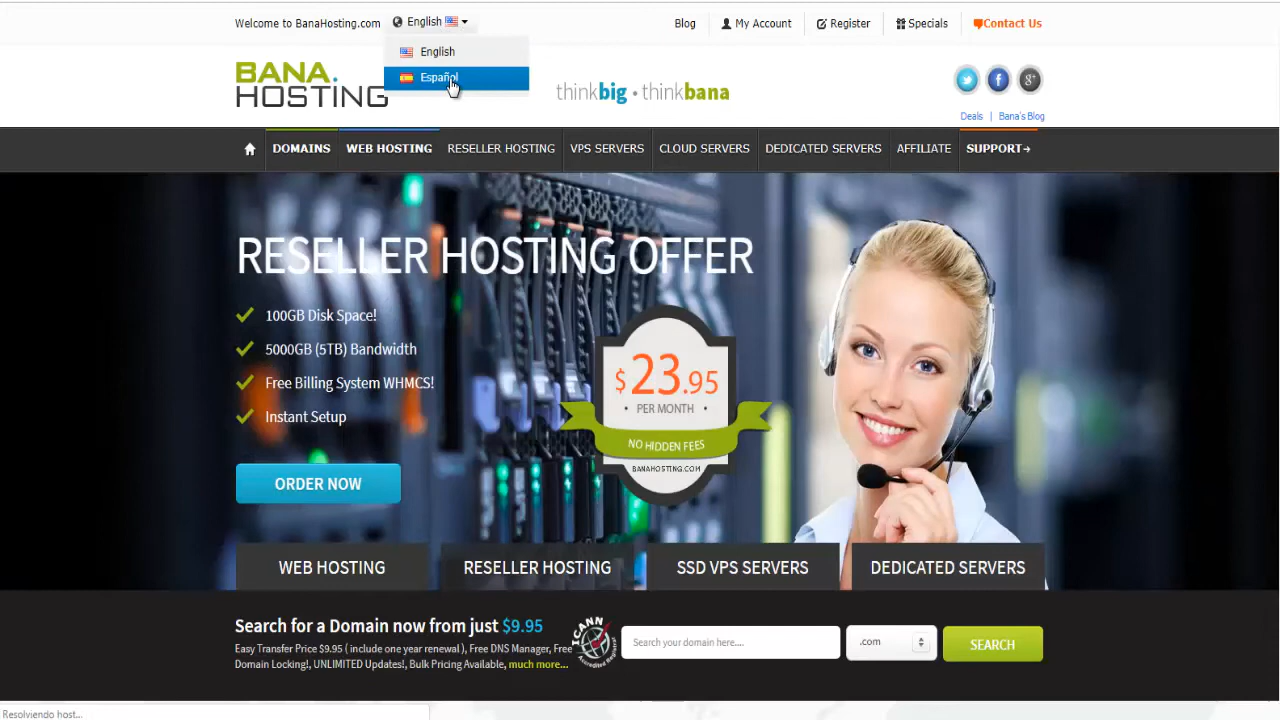 Welcome to BanaHosting.com
English
Blog
My Account
Register
Specials
Contact Us
English
Español
BANA.
HOSTING
thinkbig • thinkbana
Deals | Bana's Blog
DOMAINS
WEB HOSTING
RESELLER HOSTING
VPS SERVERS
CLOUD SERVERS
DEDICATED SERVERS
AFFILIATE
SUPPORT→
RESELLER HOSTING OFFER
100GB Disk Space!
5000GB (5TB) Bandwidth
Free Billing System WHMCS!
Instant Setup
$23.95
• PER MONTH •
NO HIDDEN FEES
BANAHOSTING.COM
ORDER NOW
WEB HOSTING
RESELLER HOSTING
SSD VPS SERVERS
DEDICATED SERVERS
Search for a Domain now from just $9.95
Easy Transfer Price $9.95 ( include one year renewal ), Free DNS Manager, Free
Domain Locking!, UNLIMITED Updates!, Bulk Pricing Available, much more...
ICANN
Accredited Registrar
Search your domain here....
.com
SEARCH
Resolviendo host...